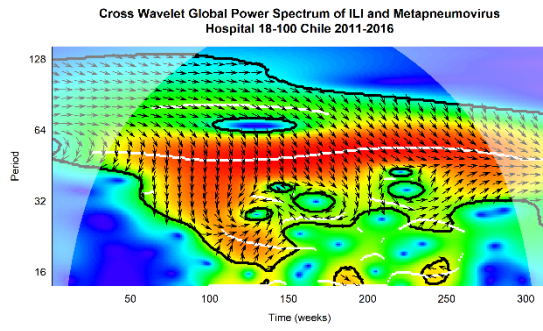 Cross Wavelet Global Power Spectrum of ILI and Metapneumovirus
Hospital 18-100 Chile 2011-2016
128
64
32
16
Period
50
100
150
200
250
300
Time (weeks)